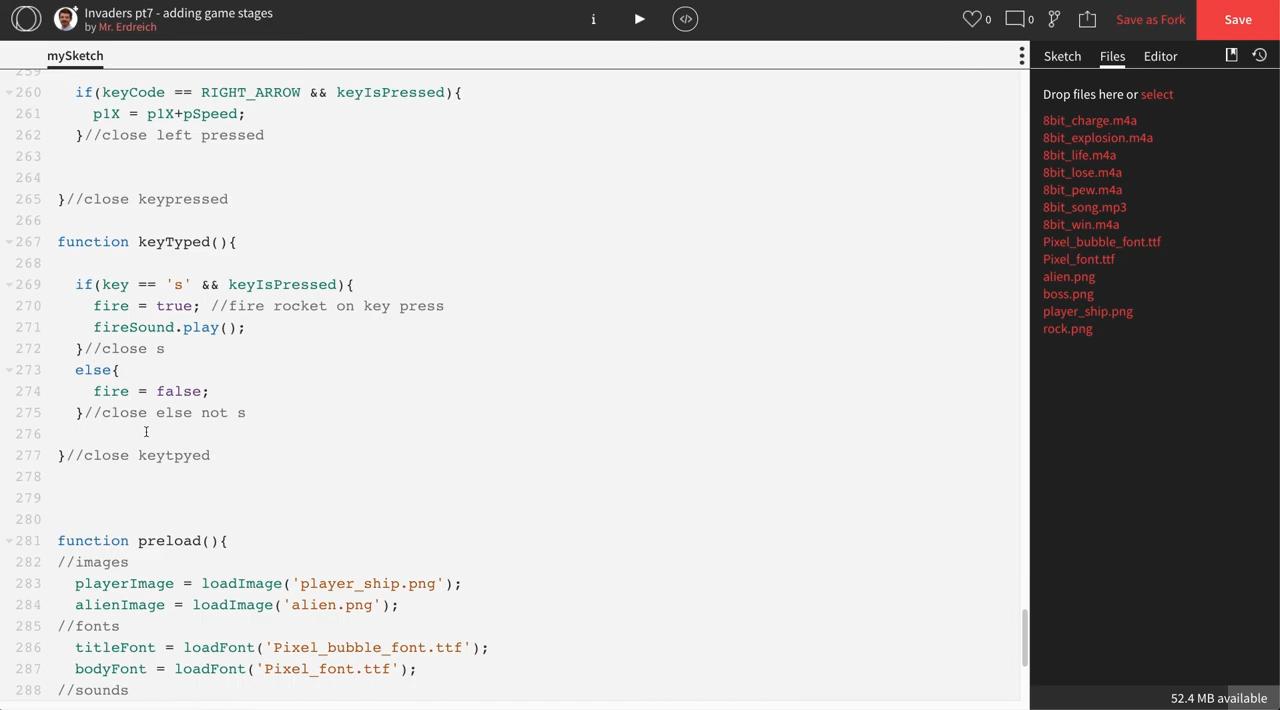 Invaders pt7 - adding game stages
by Mr. Erdreich
i
</>
0
0
Save as Fork
Save
mySketch
Sketch
Files
Editor
259
260 if(keyCode == RIGHT_ARROW && keyIsPressed){
261 p1X = p1X+pSpeed;
262 }//close left pressed
263
264
265 }//close keypressed
266
267 function keyTyped(){
268
269 if(key == 's' && keyIsPressed){
270 fire = true; //fire rocket on key press
271 fireSound.play();
272 }//close s
273 else{
274 fire = false;
275 }//close else not s
276
277 }//close keytpyed
278
279
280
281 function preload(){
282 //images
283 playerImage = loadImage('player_ship.png');
284 alienImage = loadImage('alien.png');
285 //fonts
286 titleFont = loadFont('Pixel_bubble_font.ttf');
287 bodyFont = loadFont('Pixel_font.ttf');
288 //sounds
Drop files here or select
8bit_charge.m4a
8bit_explosion.m4a
8bit_life.m4a
8bit_lose.m4a
8bit_pew.m4a
8bit_song.mp3
8bit_win.m4a
Pixel_bubble_font.ttf
Pixel_font.ttf
alien.png
boss.png
player_ship.png
rock.png
52.4 MB available